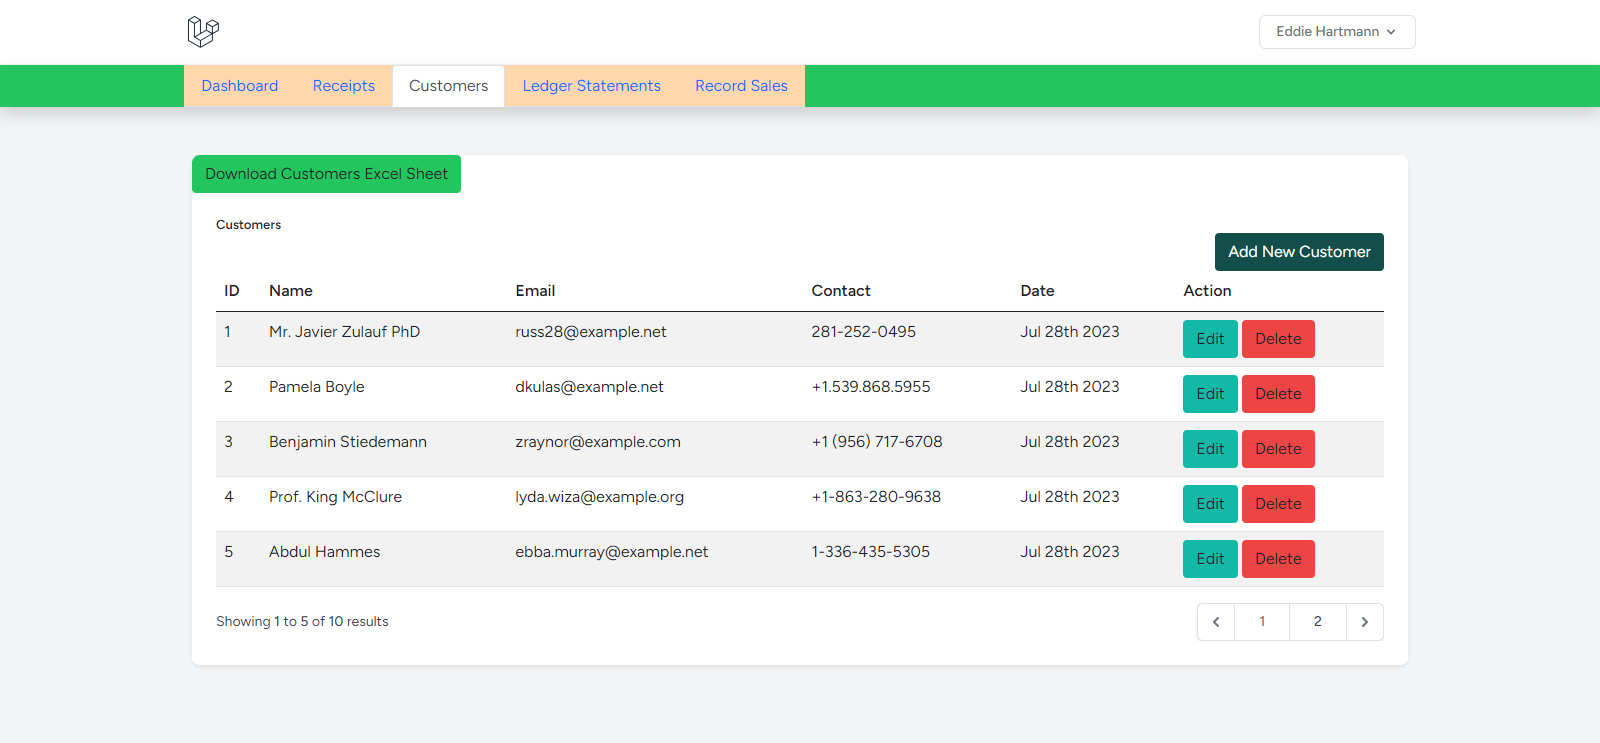 Eddie Hartmann
Dashboard Receipts Customers Ledger Statements Record Sales
Download Customers Excel Sheet
Customers
Add New Customer
ID Name Email Contact Date Action
1 Mr. Javier Zulauf PhD russ28@example.net 281-252-0495 Jul 28th 2023 Edit Delete
2 Pamela Boyle dkulas@example.net +1.539.868.5955 Jul 28th 2023 Edit Delete
3 Benjamin Stiedemann zraynor@example.com +1 (956) 717-6708 Jul 28th 2023 Edit Delete
4 Prof. King McClure lyda.wiza@example.org +1-863-280-9638 Jul 28th 2023 Edit Delete
5 Abdul Hammes ebba.murray@example.net 1-336-435-5305 Jul 28th 2023 Edit Delete
Showing 1 to 5 of 10 results 1 2